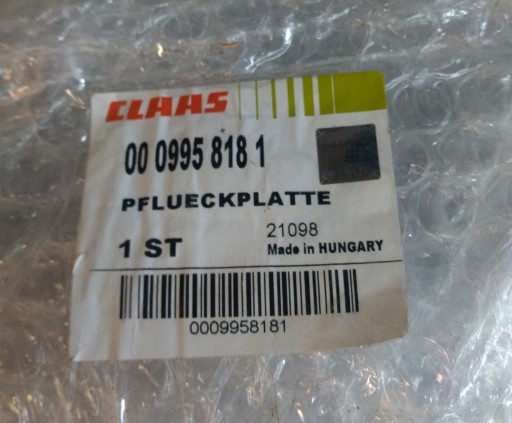 CLAAS
00 0995 818 1
PFLUECKPLATTE
21098
1 ST Made in HUNGARY
0009958181